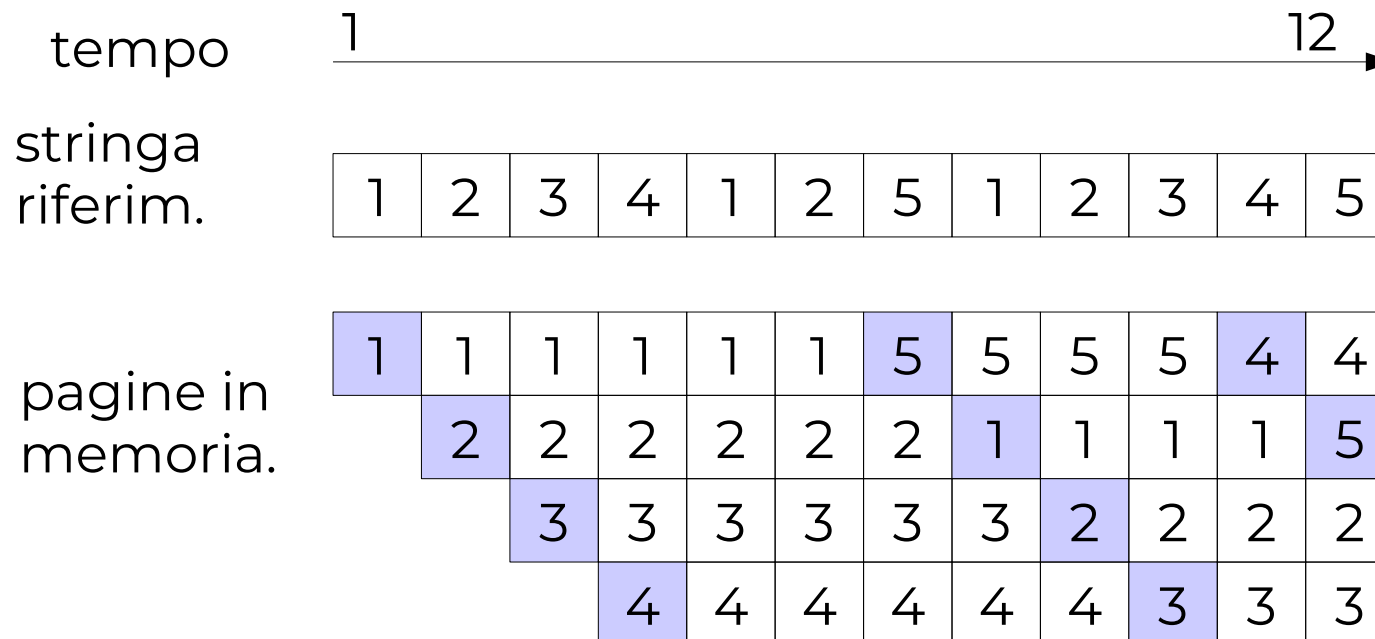 tempo 1 12
stringa
riferim.
1 2 3 4 1 2 5 1 2 3 4 5
pagine in
memoria.
1 1 1 1 1 1 5 5 5 5 4 4
2 2 2 2 2 2 1 1 1 1 5
3 3 3 3 3 3 2 2 2 2
4 4 4 4 4 4 3 3 3